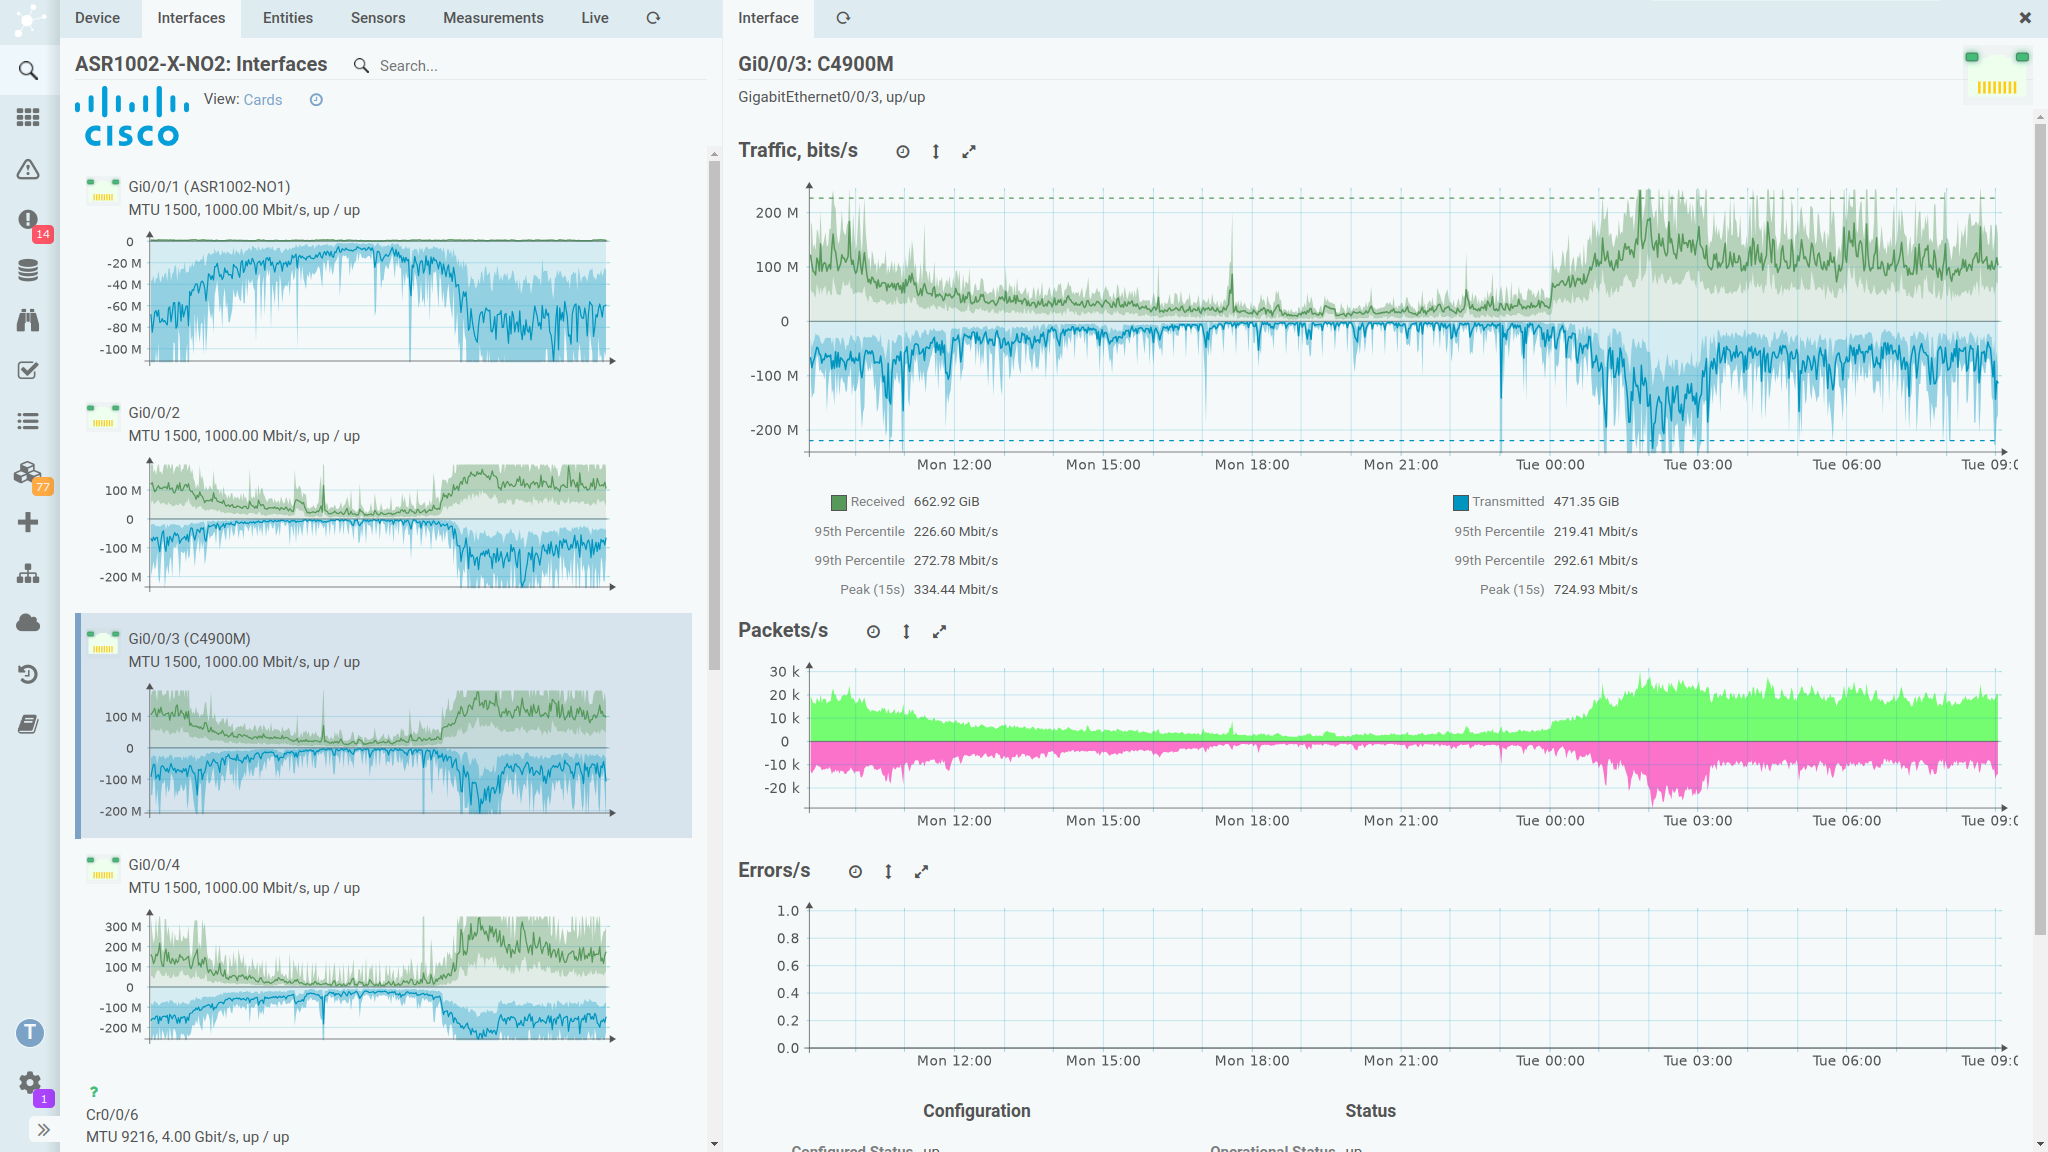 Device Interfaces Entities Sensors Measurements Live
ASR1002-X-NO2: Interfaces Search...
CISCO
View: Cards
14
77
T
1
Gi0/0/1 (ASR1002-NO1)
MTU 1500, 1000.00 Mbit/s, up / up
0
-20 M
-40 M
-60 M
-80 M
-100 M
Gi0/0/2
MTU 1500, 1000.00 Mbit/s, up / up
100 M
0
-100 M
-200 M
Gi0/0/3 (C4900M)
MTU 1500, 1000.00 Mbit/s, up / up
100 M
0
-100 M
-200 M
Gi0/0/4
MTU 1500, 1000.00 Mbit/s, up / up
300 M
200 M
100 M
0
-100 M
-200 M
?
Cr0/0/6
MTU 9216, 4.00 Gbit/s, up / up
Interface
Gi0/0/3: C4900M
GigabitEthernet0/0/3, up/up
Traffic, bits/s
200 M
100 M
0
-100 M
-200 M
Mon 12:00 Mon 15:00 Mon 18:00 Mon 21:00 Tue 00:00 Tue 03:00 Tue 06:00 Tue 09:0
Received 662.92 GiB Transmitted 471.35 GiB
95th Percentile 226.60 Mbit/s 95th Percentile 219.41 Mbit/s
99th Percentile 272.78 Mbit/s 99th Percentile 292.61 Mbit/s
Peak (15s) 334.44 Mbit/s Peak (15s) 724.93 Mbit/s
Packets/s
30 k
20 k
10 k
0
-10 k
-20 k
Mon 12:00 Mon 15:00 Mon 18:00 Mon 21:00 Tue 00:00 Tue 03:00 Tue 06:00 Tue 09:0
Errors/s
1.0
0.8
0.6
0.4
0.2
0.0
Mon 12:00 Mon 15:00 Mon 18:00 Mon 21:00 Tue 00:00 Tue 03:00 Tue 06:00 Tue 09:0
Configuration Status
Configured Status up Operational Status up